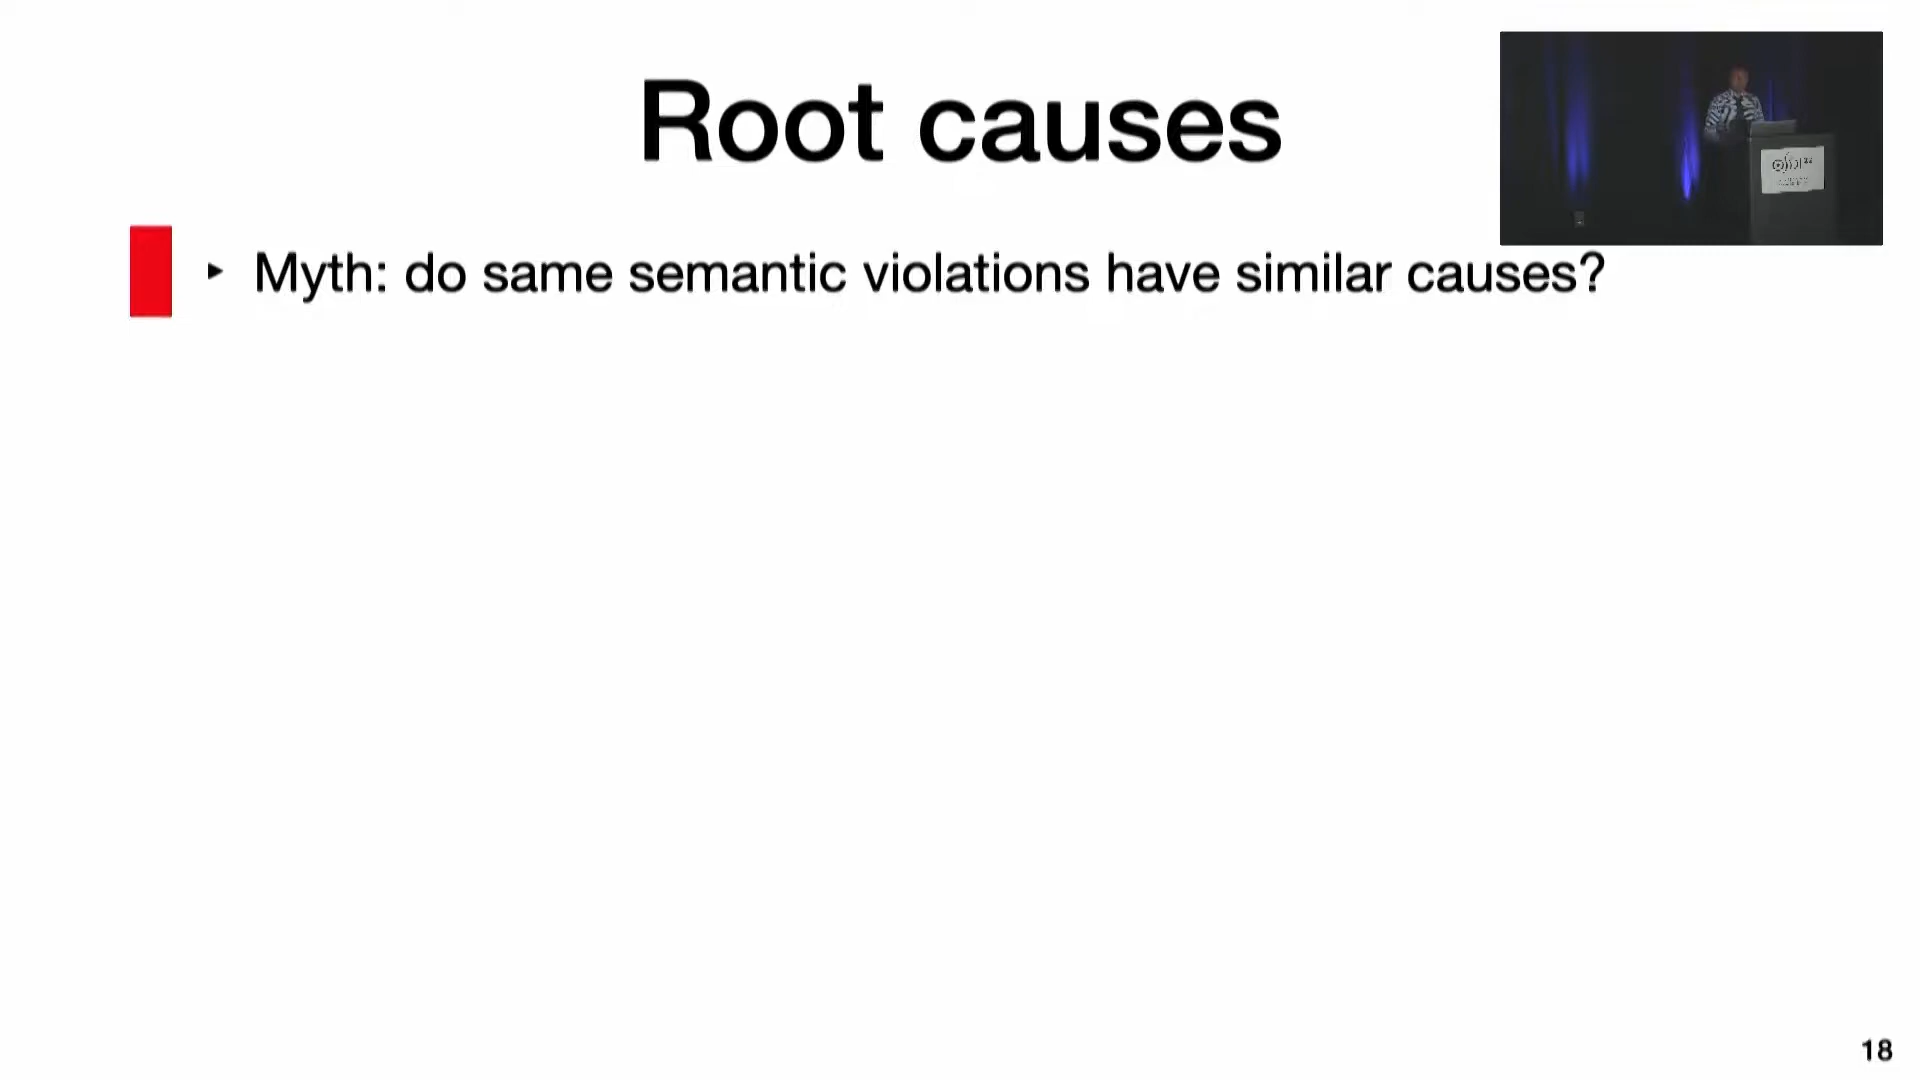 Root causes
‣ Myth: do same semantic violations have similar causes?
18